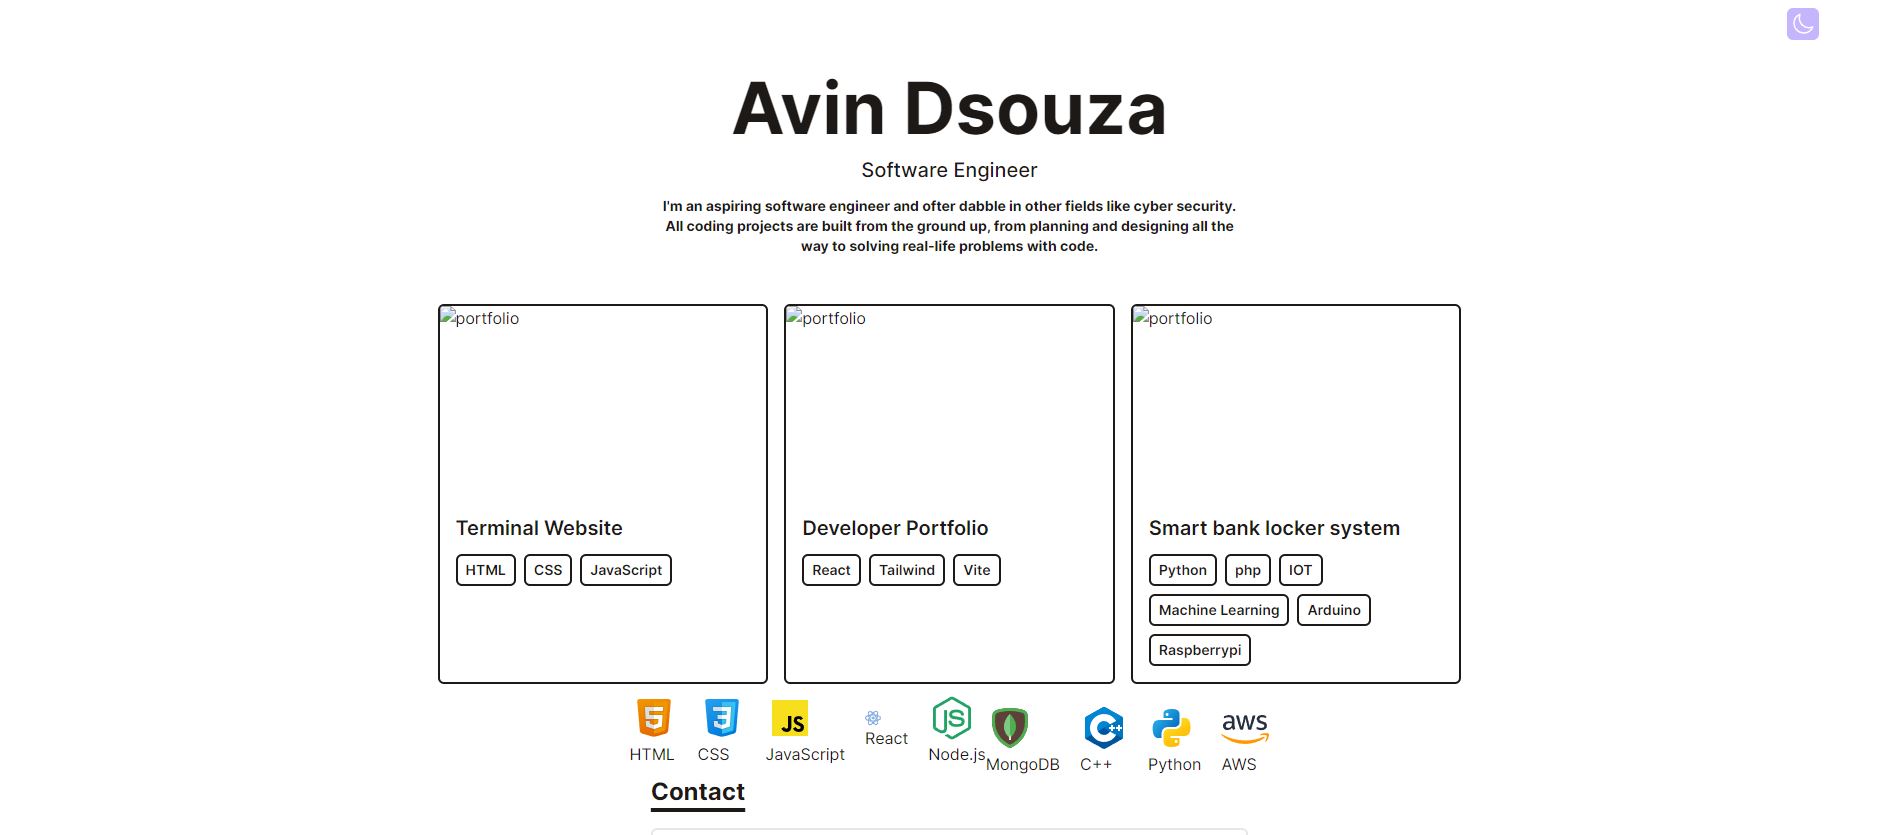 Avin Dsouza
Software Engineer
I'm an aspiring software engineer and ofter dabble in other fields like cyber security.
All coding projects are built from the ground up, from planning and designing all the
way to solving real-life problems with code.
portfolio
Terminal Website
HTML CSS JavaScript
portfolio
Developer Portfolio
React Tailwind Vite
portfolio
Smart bank locker system
Python php IOT
Machine Learning Arduino
Raspberrypi
5 3 JS JS C++ aws
HTML CSS JavaScript React Node.js MongoDB C++ Python AWS
Contact